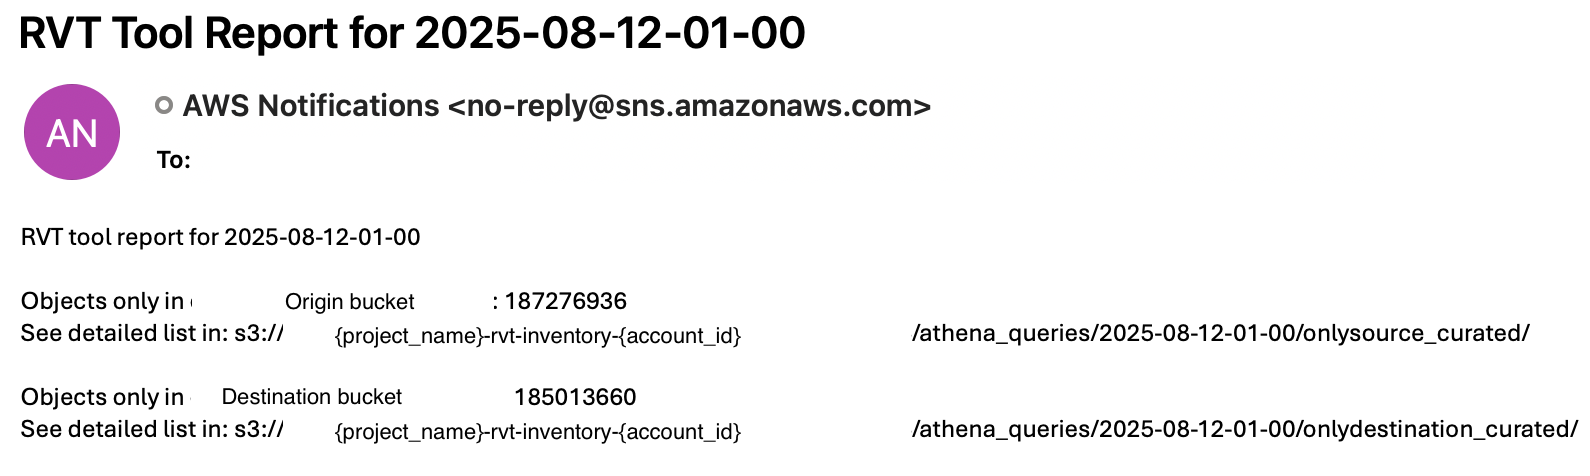 RVT Tool Report for 2025-08-12-01-00
AN
AWS Notifications <no-reply@sns.amazonaws.com>
To:
RVT tool report for 2025-08-12-01-00
Objects only in Origin bucket : 187276936
See detailed list in: s3:// {project_name}-rvt-inventory-{account_id} /athena_queries/2025-08-12-01-00/onlysource_curated/
Objects only in Destination bucket 185013660
See detailed list in: s3:// {project_name}-rvt-inventory-{account_id} /athena_queries/2025-08-12-01-00/onlydestination_curated/